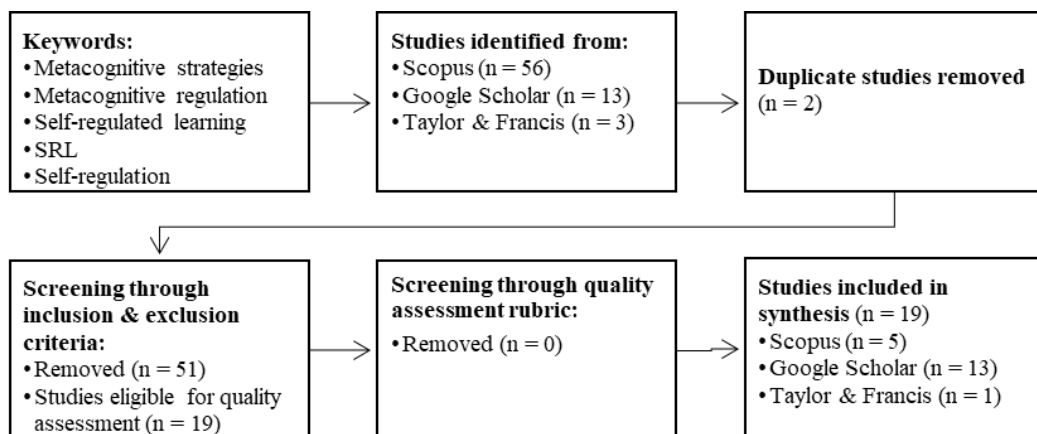 Keywords:
• Metacognitive strategies
• Metacognitive regulation
• Self-regulated learning
• SRL
• Self-regulation
Studies identified from:
• Scopus (n = 56)
• Google Scholar (n = 13)
• Taylor & Francis (n = 3)
Duplicate studies removed
(n = 2)
Screening through
inclusion & exclusion
criteria:
• Removed (n = 51)
• Studies eligible for quality
assessment (n = 19)
Screening through quality
assessment rubric:
• Removed (n = 0)
Studies included in
synthesis (n = 19)
• Scopus (n = 5)
• Google Scholar (n = 13)
• Taylor & Francis (n = 1)